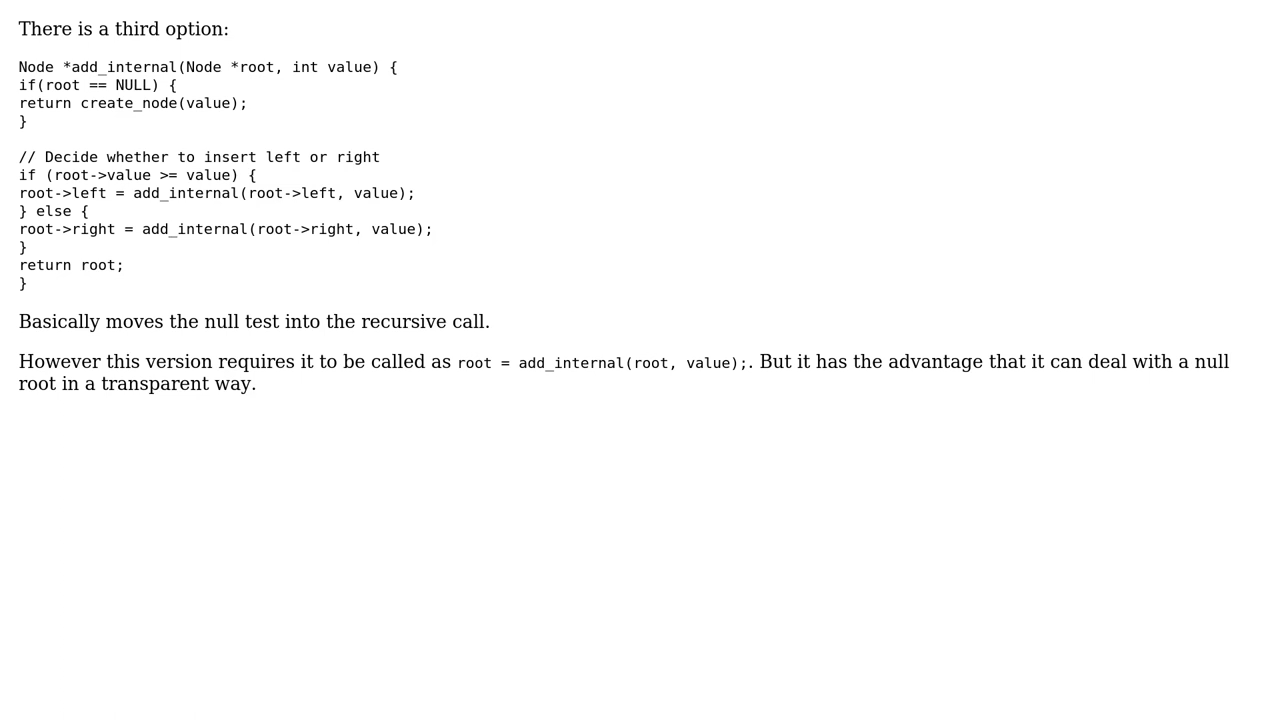 There is a third option:
Node *add_internal(Node *root, int value) {
if(root == NULL) {
return create_node(value);
}
// Decide whether to insert left or right
if (root->value >= value) {
root->left = add_internal(root->left, value);
} else {
root->right = add_internal(root->right, value);
}
return root;
}
Basically moves the null test into the recursive call.
However this version requires it to be called as root = add_internal(root, value);. But it has the advantage that it can deal with a null
root in a transparent way.